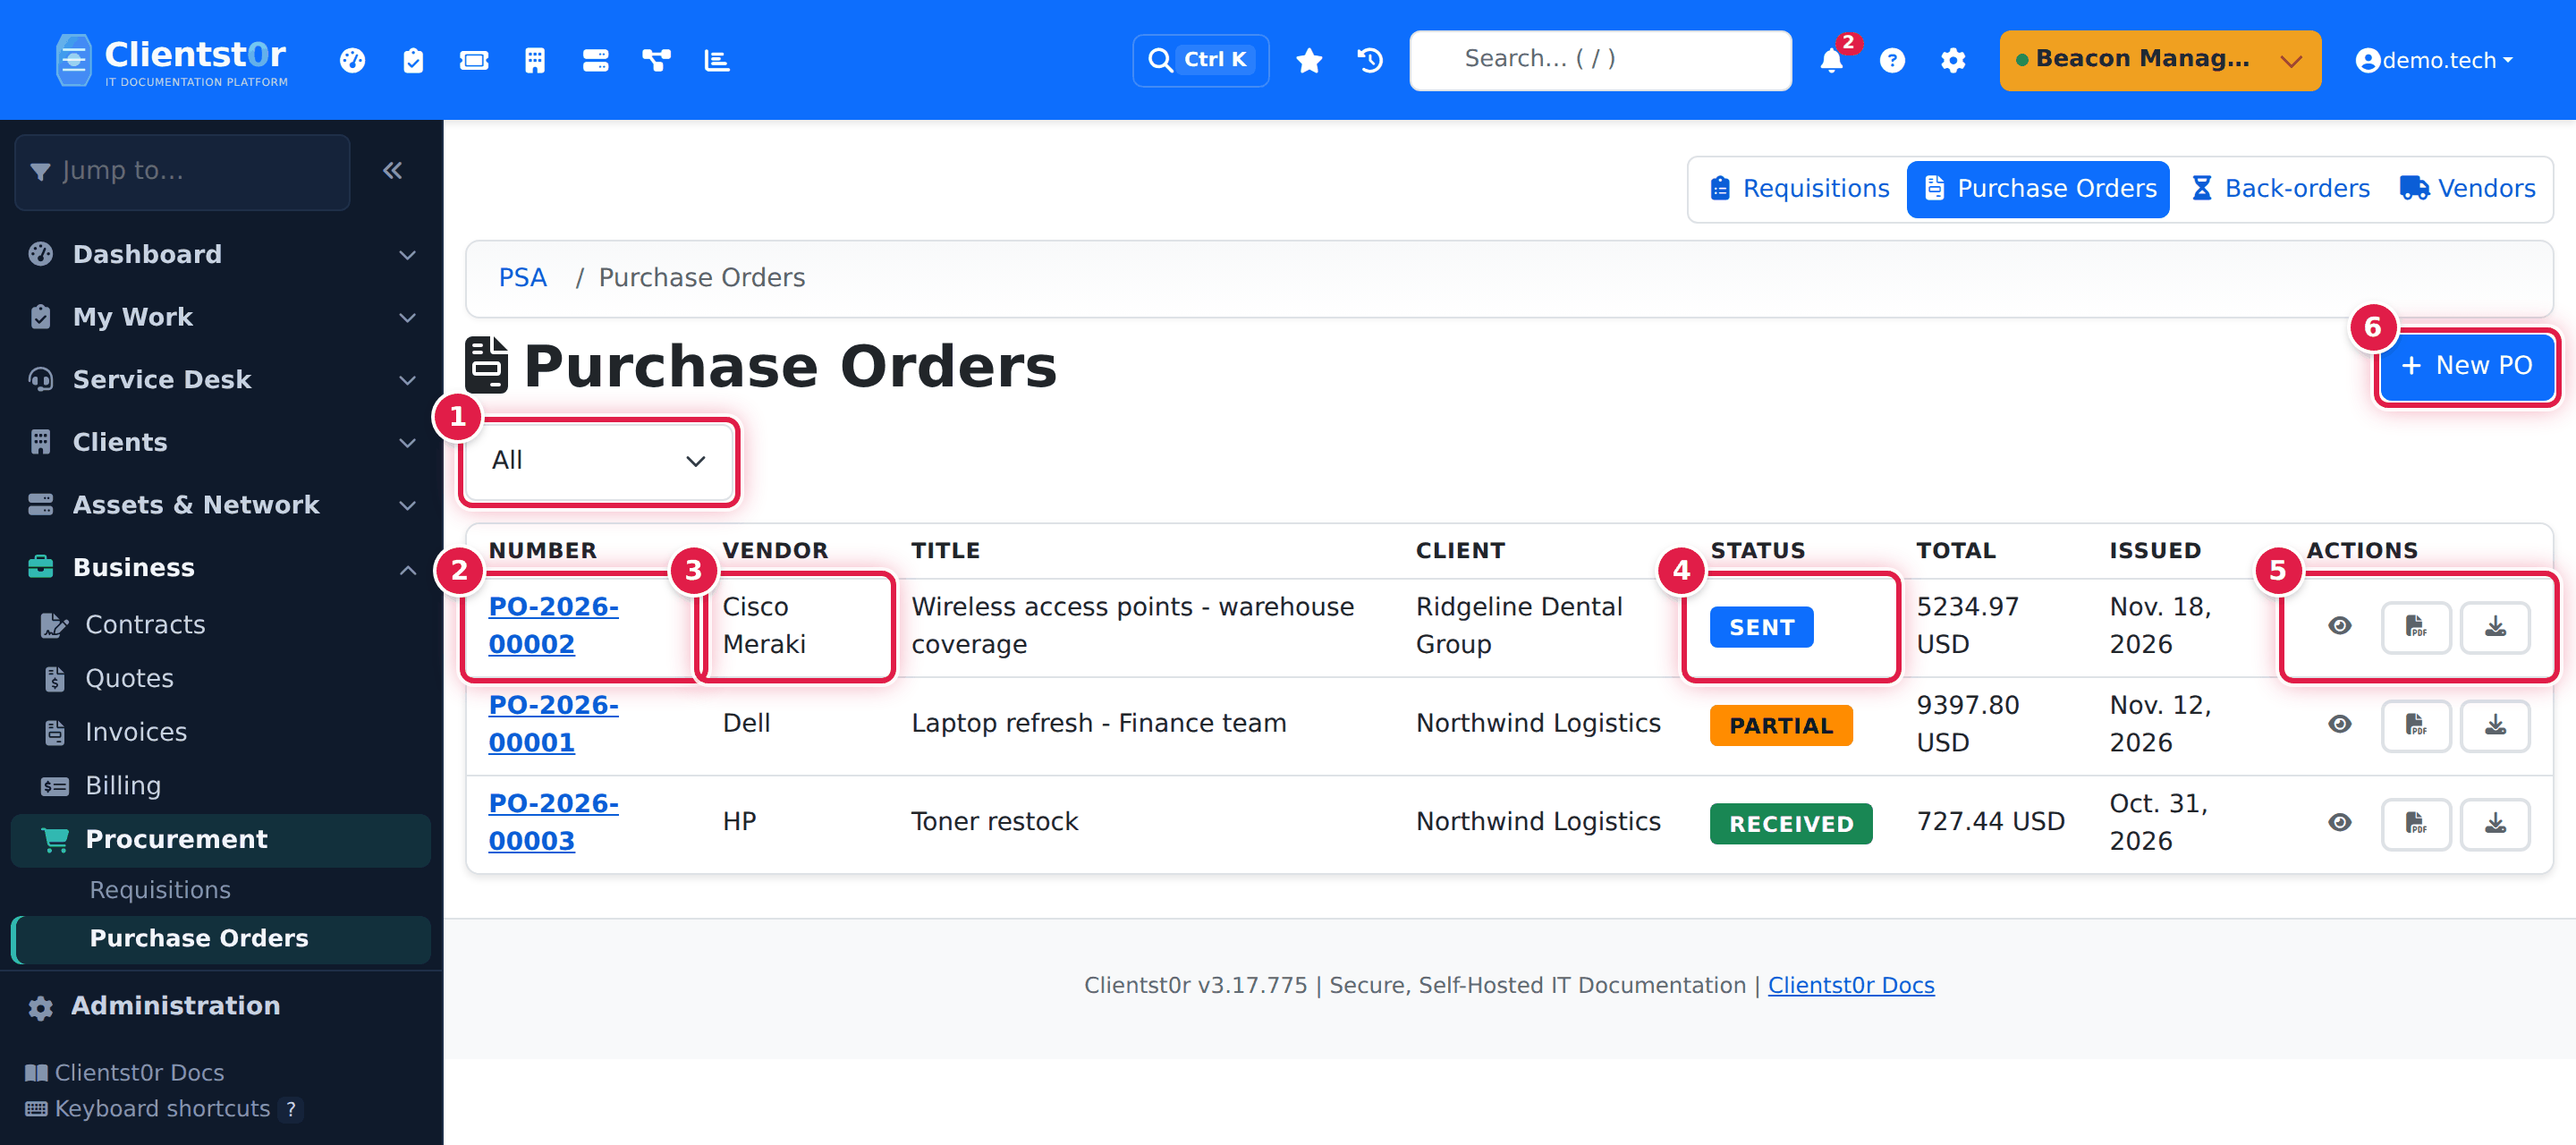 Clientst0r
IT DOCUMENTATION PLATFORM
Ctrl K
Search... ( / )
2
?
Beacon Manag...
demo.tech
Jump to...
Dashboard
My Work
Service Desk
Clients
Assets & Network
Business
Contracts
Quotes
Invoices
Billing
Procurement
Requisitions
Purchase Orders
Administration
Clientst0r Docs
Keyboard shortcuts ?
Requisitions
Purchase Orders
Back-orders
Vendors
PSA / Purchase Orders
Purchase Orders
6
+ New PO
1
All
2
3
4
5
NUMBER VENDOR TITLE CLIENT STATUS TOTAL ISSUED ACTIONS
PO-2026-00002 Cisco Meraki Wireless access points - warehouse coverage Ridgeline Dental Group SENT 5234.97 USD Nov. 18, 2026 PDF
PO-2026-00001 Dell Laptop refresh - Finance team Northwind Logistics PARTIAL 9397.80 USD Nov. 12, 2026 PDF
PO-2026-00003 HP Toner restock Northwind Logistics RECEIVED 727.44 USD Oct. 31, 2026 PDF
Clientst0r v3.17.775 | Secure, Self-Hosted IT Documentation | Clientst0r Docs